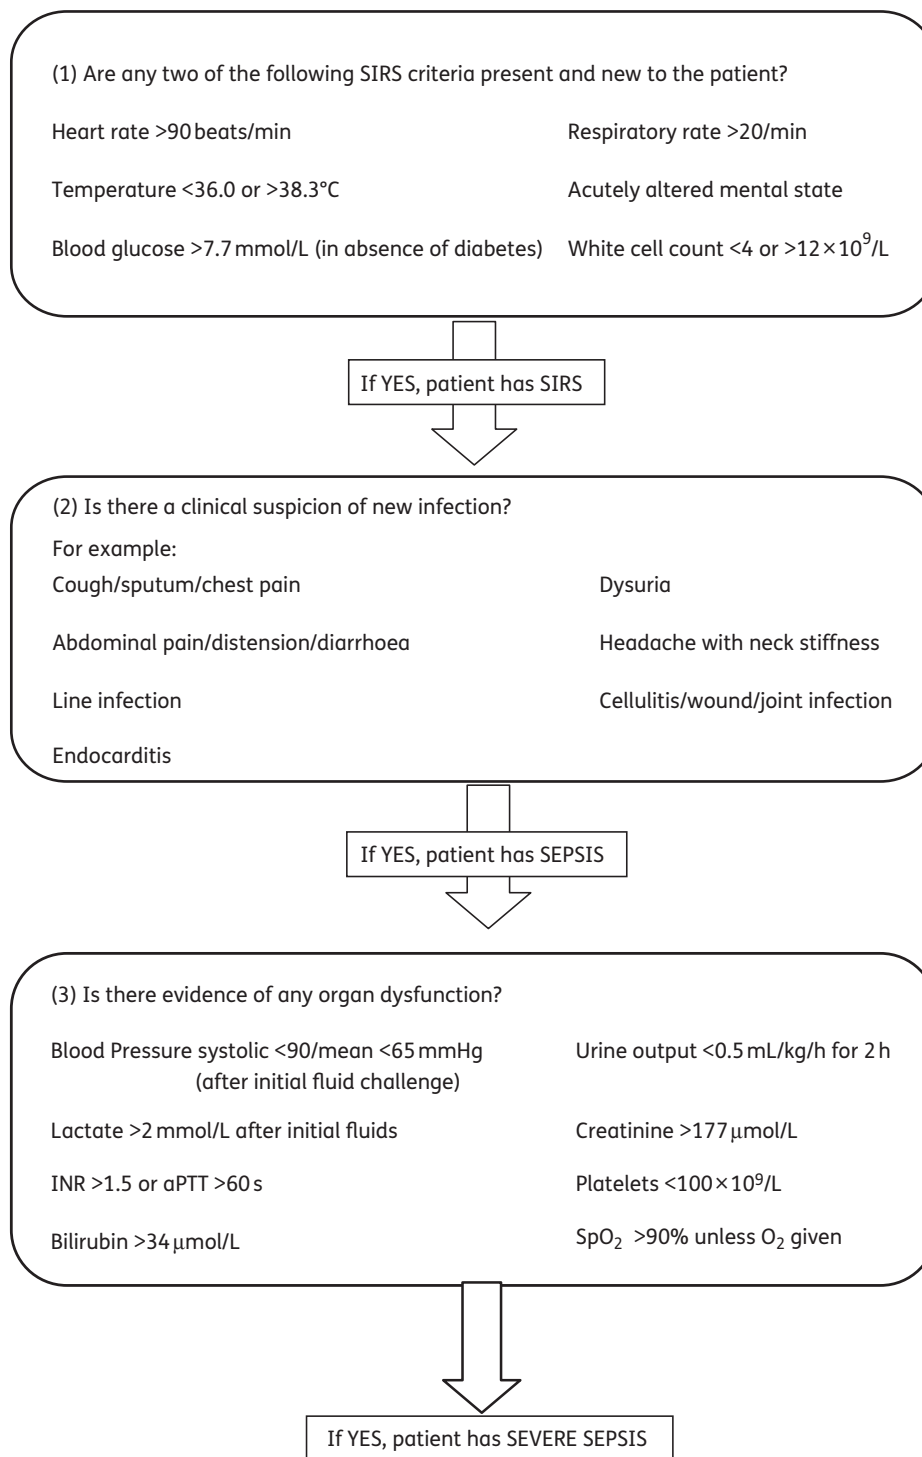 (1) Are any two of the following SIRS criteria present and new to the patient?
Heart rate >90 beats/min
Respiratory rate >20/min
Temperature <36.0 or >38.3°C
Acutely altered mental state
Blood glucose >7.7 mmol/L (in absence of diabetes)
White cell count <4 or >12×10⁹/L
If YES, patient has SIRS
(2) Is there a clinical suspicion of new infection?
For example:
Cough/sputum/chest pain
Dysuria
Abdominal pain/distension/diarrhoea
Headache with neck stiffness
Line infection
Cellulitis/wound/joint infection
Endocarditis
If YES, patient has SEPSIS
(3) Is there evidence of any organ dysfunction?
Blood Pressure systolic <90/mean <65 mmHg
(after initial fluid challenge)
Urine output <0.5 mL/kg/h for 2 h
Lactate >2 mmol/L after initial fluids
Creatinine >177 μmol/L
INR >1.5 or aPTT >60 s
Platelets <100×10⁹/L
Bilirubin >34 μmol/L
SpO₂ >90% unless O₂ given
If YES, patient has SEVERE SEPSIS